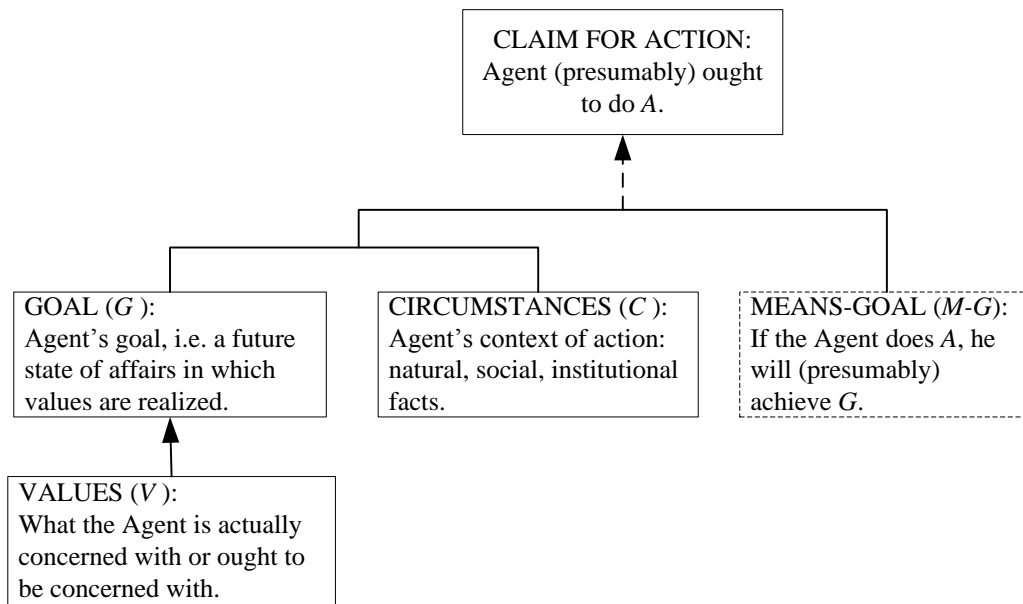 CLAIM FOR ACTION:
Agent (presumably) ought
to do A.
GOAL (G ):
Agent's goal, i.e. a future
state of affairs in which
values are realized.
CIRCUMSTANCES (C ):
Agent's context of action:
natural, social, institutional
facts.
MEANS-GOAL (M-G):
If the Agent does A, he
will (presumably)
achieve G.
VALUES (V ):
What the Agent is actually
concerned with or ought to
be concerned with.